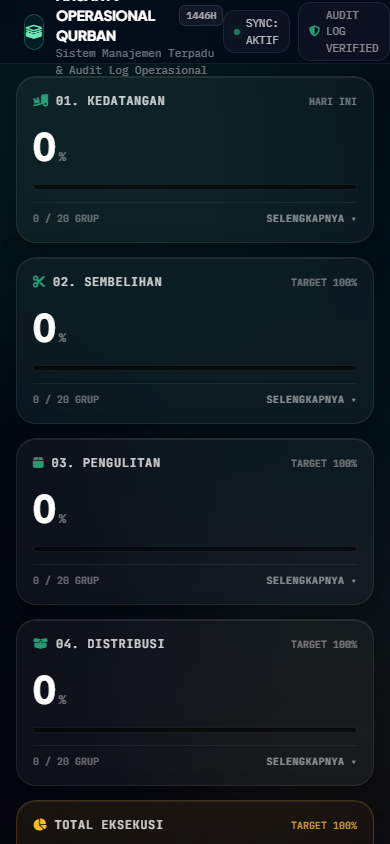 OPERASIONAL
QURBAN
1446H
Sistem Manajemen Terpadu
& Audit Log Operasional
SYNC:
AKTIF
AUDIT
LOG
VERIFIED
01. KEDATANGAN
HARI INI
0%
0 / 20 GRUP
SELENGKAPNYA ▾
02. SEMBELIHAN
TARGET 100%
0%
0 / 20 GRUP
SELENGKAPNYA ▾
03. PENGULITAN
TARGET 100%
0%
0 / 20 GRUP
SELENGKAPNYA ▾
04. DISTRIBUSI
TARGET 100%
0%
0 / 20 GRUP
SELENGKAPNYA ▾
TOTAL EKSEKUSI
TARGET 100%